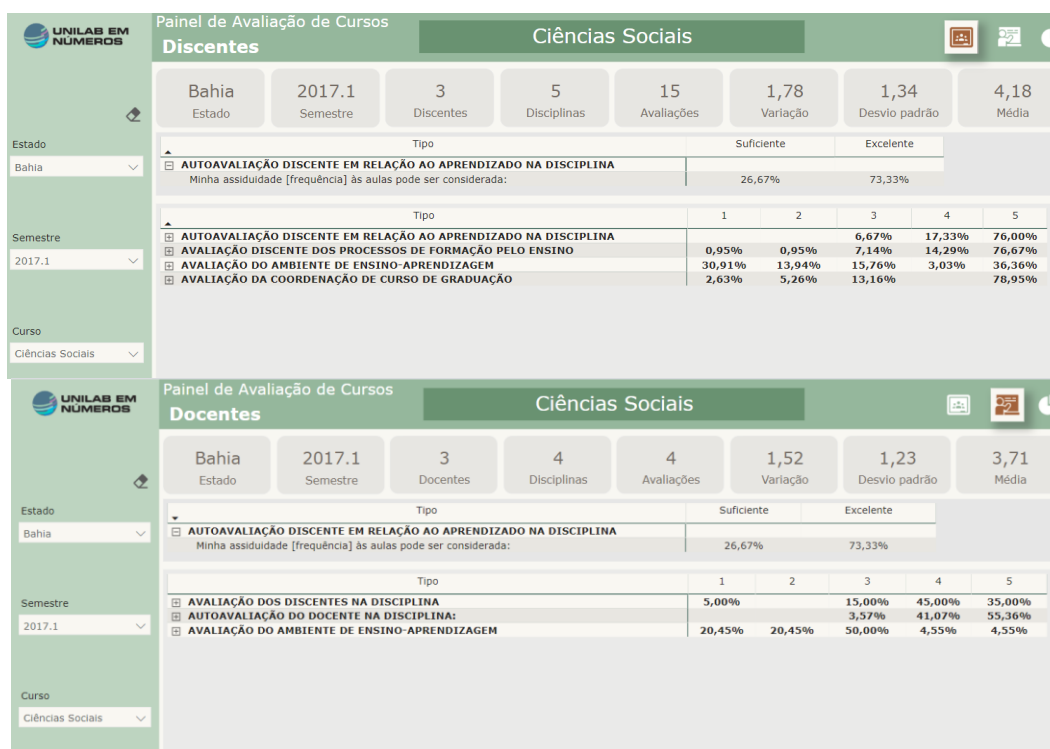 UNILAB EM
NÚMEROS
Painel de Avaliação de Cursos
Discentes
Ciências Sociais
Bahia 2017.1 3 5 15 1,78 1,34 4,18
Estado Semestre Discentes Disciplinas Avaliações Variação Desvio padrão Média
Estado
Bahia
Semestre
2017.1
Curso
Ciências Sociais
Tipo Suficiente Excelente
AUTOAVALIAÇÃO DISCENTE EM RELAÇÃO AO APRENDIZADO NA DISCIPLINA
Minha assiduidade [frequência] às aulas pode ser considerada: 26,67% 73,33%
Tipo 1 2 3 4 5
AUTOAVALIAÇÃO DISCENTE EM RELAÇÃO AO APRENDIZADO NA DISCIPLINA 6,67% 17,33% 76,00%
AVALIAÇÃO DISCENTE DOS PROCESSOS DE FORMAÇÃO PELO ENSINO 0,95% 0,95% 7,14% 14,29% 76,67%
AVALIAÇÃO DO AMBIENTE DE ENSINO-APRENDIZAGEM 30,91% 13,94% 15,76% 3,03% 36,36%
AVALIAÇÃO DA COORDENAÇÃO DE CURSO DE GRADUAÇÃO 2,63% 5,26% 13,16% 78,95%
UNILAB EM
NÚMEROS
Painel de Avaliação de Cursos
Docentes
Ciências Sociais
Bahia 2017.1 3 4 4 1,52 1,23 3,71
Estado Semestre Docentes Disciplinas Avaliações Variação Desvio padrão Média
Estado
Bahia
Semestre
2017.1
Curso
Ciências Sociais
Tipo Suficiente Excelente
AUTOAVALIAÇÃO DISCENTE EM RELAÇÃO AO APRENDIZADO NA DISCIPLINA
Minha assiduidade [frequência] às aulas pode ser considerada: 26,67% 73,33%
Tipo 1 2 3 4 5
AVALIAÇÃO DOS DISCENTES NA DISCIPLINA 5,00% 15,00% 45,00% 35,00%
AUTOAVALIAÇÃO DO DOCENTE NA DISCIPLINA: 3,57% 41,07% 55,36%
AVALIAÇÃO DO AMBIENTE DE ENSINO-APRENDIZAGEM 20,45% 20,45% 50,00% 4,55% 4,55%